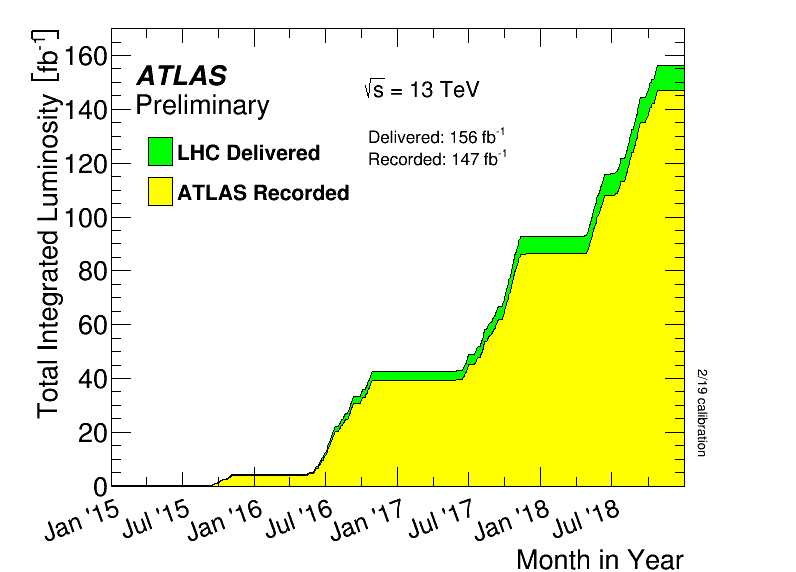 Total Integrated Luminosity [fb⁻¹]
160
140
120
100
80
60
40
20
0
ATLAS
Preliminary
√s = 13 TeV
Delivered: 156 fb⁻¹
Recorded: 147 fb⁻¹
LHC Delivered
ATLAS Recorded
2/19 calibration
Jan '15 Jul '15 Jan '16 Jul '16 Jan '17 Jul '17 Jan '18 Jul '18
Month in Year